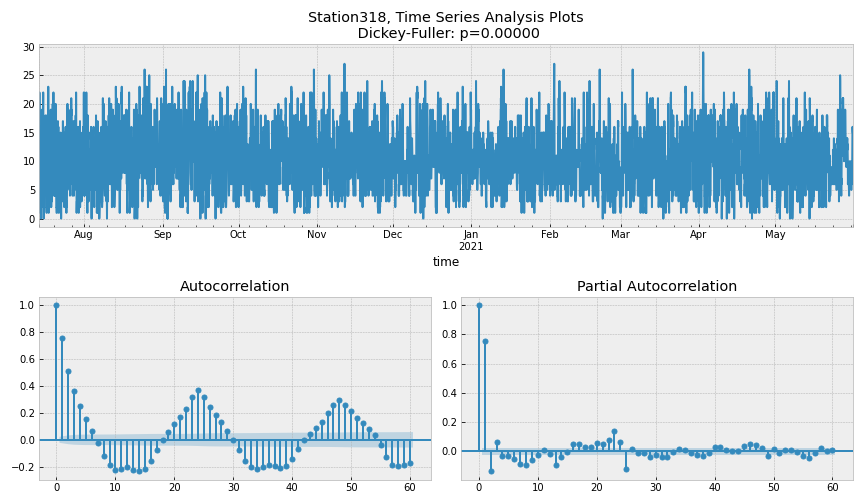 Station318, Time Series Analysis Plots
Dickey-Fuller: p=0.00000
30
25
20
15
10
5
0
Aug Sep Oct Nov Dec Jan Feb Mar Apr May
2021
time
Autocorrelation Partial Autocorrelation
1.0 1.0
0.8 0.8
0.6 0.6
0.4 0.4
0.2 0.2
0.0 0.0
−0.2
0 10 20 30 40 50 60 0 10 20 30 40 50 60